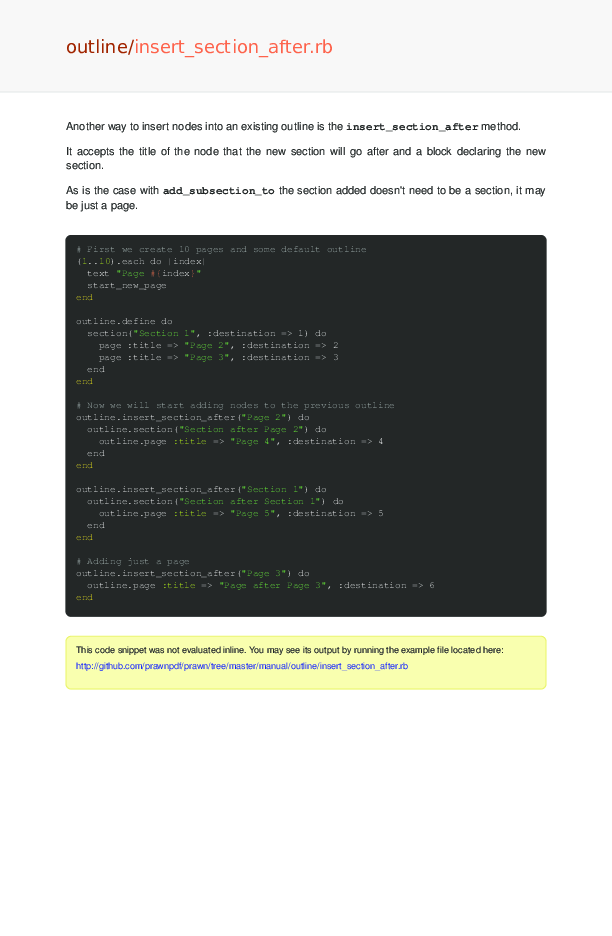 outline/insert_section_after.rb
Another way to insert nodes into an existing outline is the insert_section_after method.
It accepts the title of the node that the new section will go after and a block declaring the new
section.
As is the case with add_subsection_to the section added doesn't need to be a section, it may
be just a page.
# First we create 10 pages and some default outline
(1..10).each do |index|
  text "Page #{index}"
  start_new_page
end

outline.define do
  section("Section 1", :destination => 1) do
    page :title => "Page 2", :destination => 2
    page :title => "Page 3", :destination => 3
  end
end

# Now we will start adding nodes to the previous outline
outline.insert_section_after("Page 2") do
  outline.section("Section after Page 2") do
    outline.page :title => "Page 4", :destination => 4
  end
end

outline.insert_section_after("Section 1") do
  outline.section("Section after Section 1") do
    outline.page :title => "Page 5", :destination => 5
  end
end

# Adding just a page
outline.insert_section_after("Page 3") do
  outline.page :title => "Page after Page 3", :destination => 6
end
This code snippet was not evaluated inline. You may see its output by running the example file located here:
http://github.com/prawnpdf/prawn/tree/master/manual/outline/insert_section_after.rb